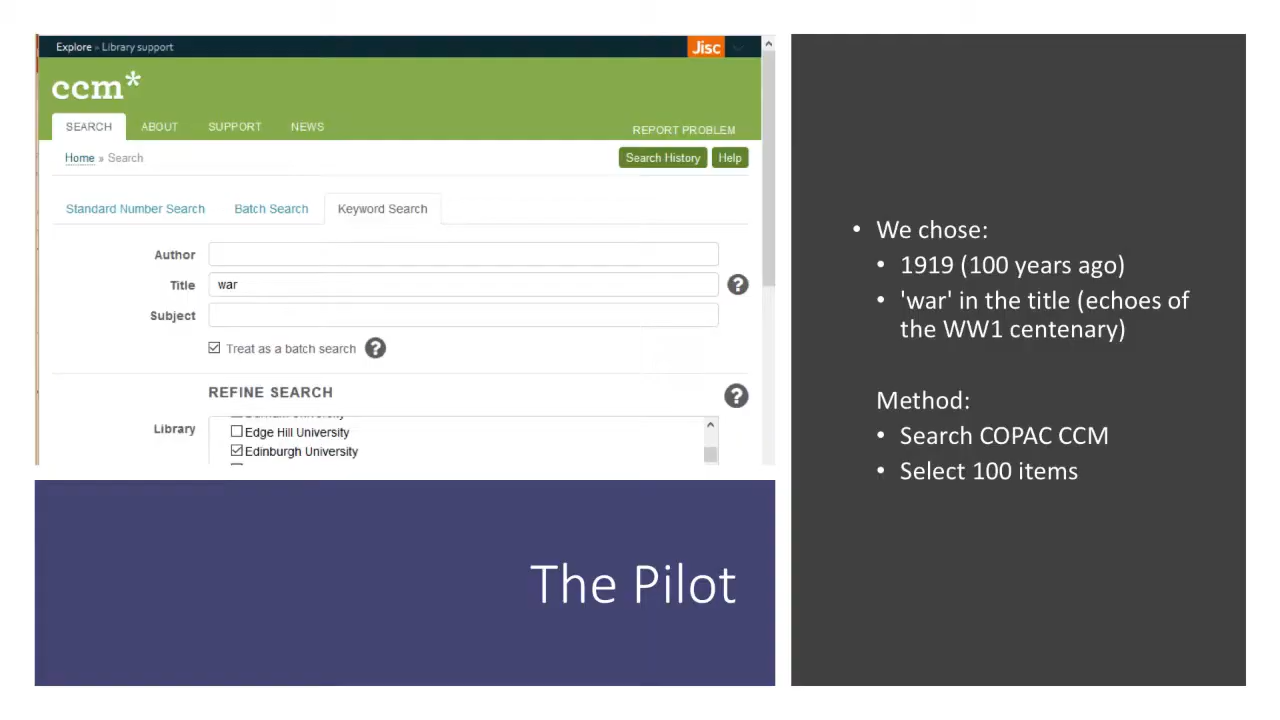 Explore » Library support
Jisc
ccm*
SEARCH ABOUT SUPPORT NEWS
REPORT PROBLEM
Home » Search
Search History Help
Standard Number Search Batch Search Keyword Search
Author
Title war ?
Subject
Treat as a batch search ?
REFINE SEARCH ?
Library
Edge Hill University
Edinburgh University
The Pilot
• We chose:
• 1919 (100 years ago)
• 'war' in the title (echoes of
the WW1 centenary)
Method:
• Search COPAC CCM
• Select 100 items